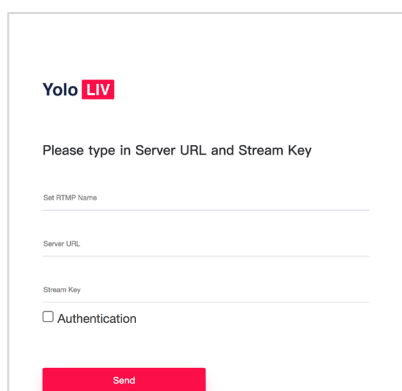 Yolo LIV
Please type in Server URL and Stream Key
Set RTMP Name
Server URL
Stream Key
Authentication
Send